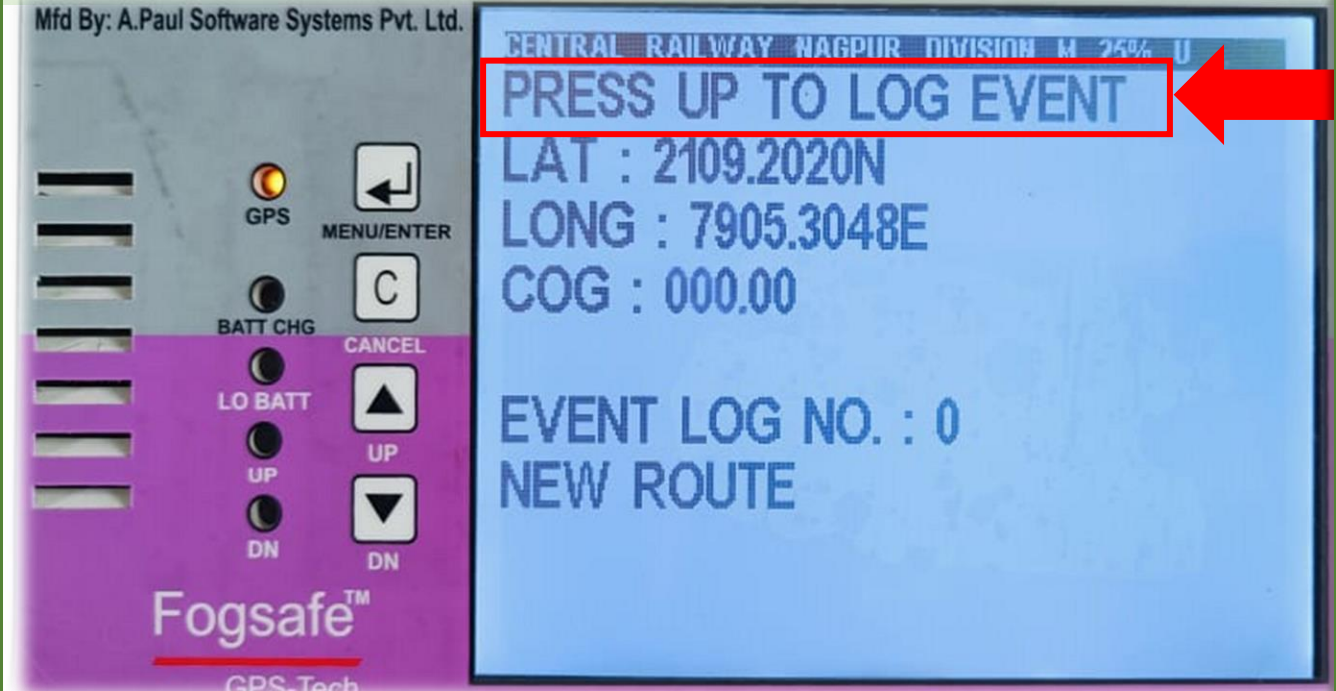 Mfd By: A.Paul Software Systems Pvt. Ltd.
GPS
BATT CHG
LO BATT
UP
DN
MENU/ENTER
C
CANCEL
UP
DN
Fogsafe™
GPS-Tech
CENTRAL RAILWAY NAGPUR DIVISION M 25% U
PRESS UP TO LOG EVENT
LAT : 2109.2020N
LONG : 7905.3048E
COG : 000.00
EVENT LOG NO. : 0
NEW ROUTE